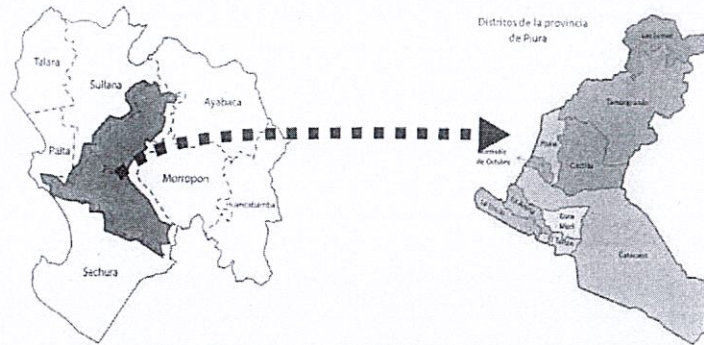 Talara
Sullana
Ayabaca
Paita
Morropon
Huancabamba
Sechura
Distritos de la provincia
de Piura
Las Lomas
Tambogrande
Piura
Castilla
de Octubre
Cura
Mori
Catacaos